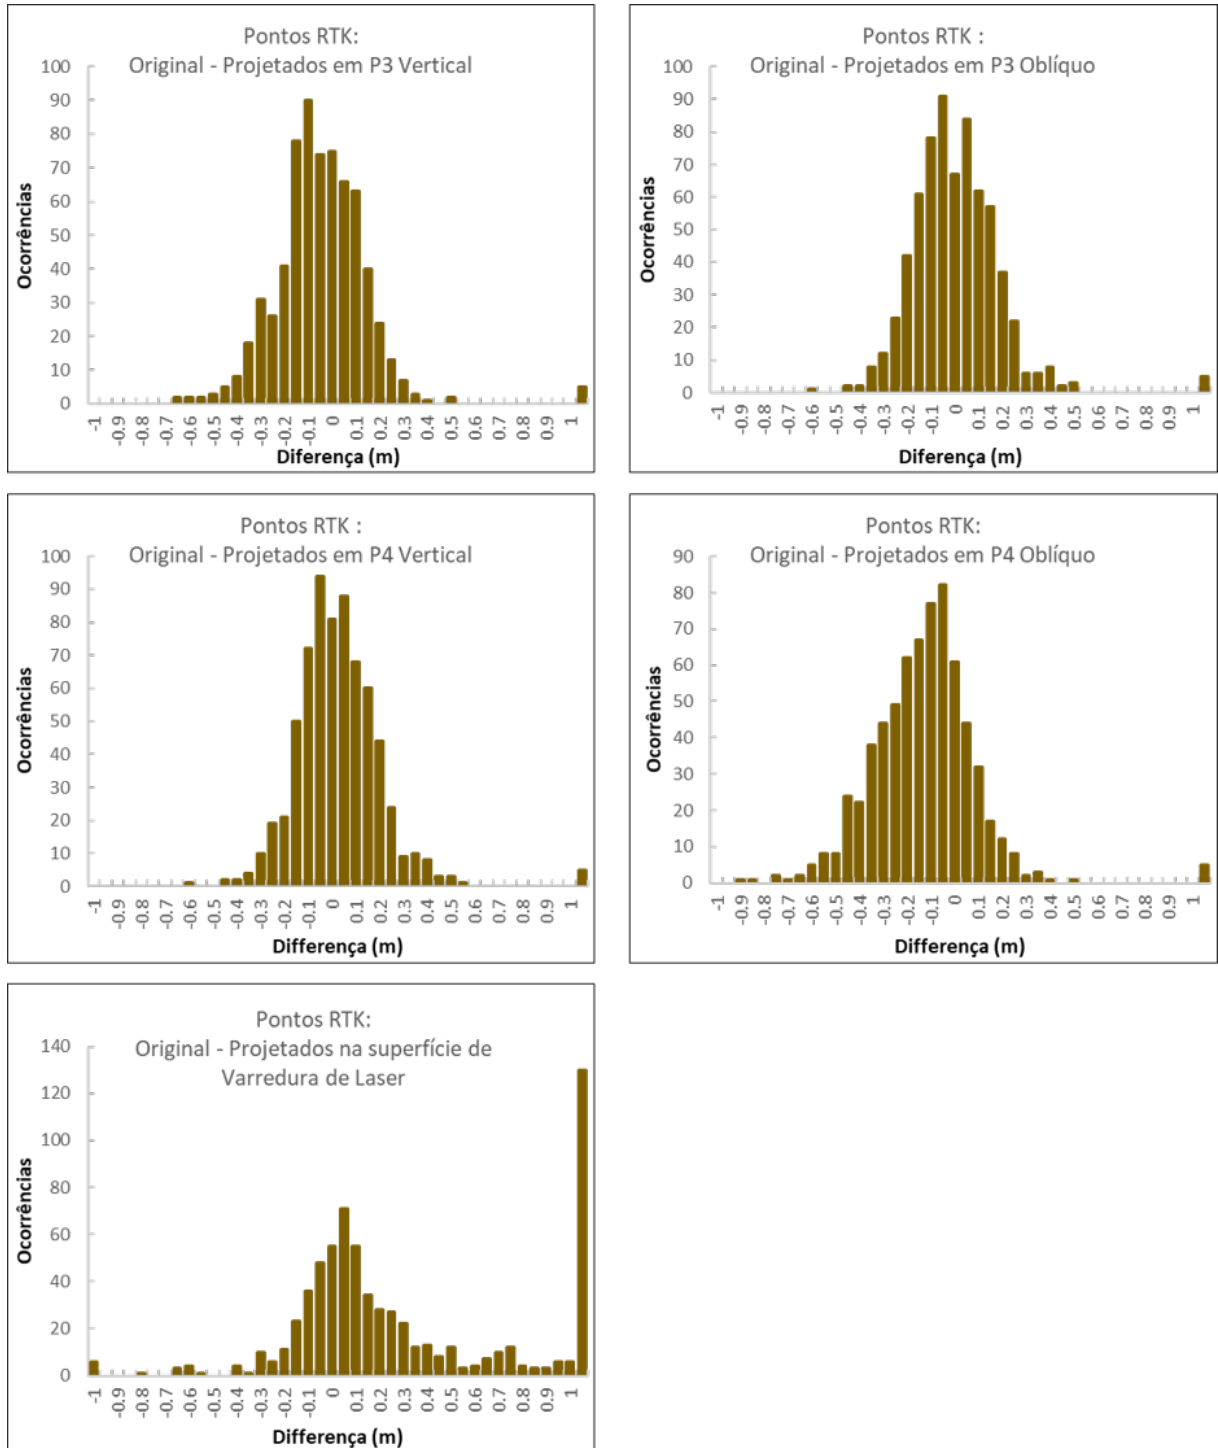 Pontos RTK:
Original - Projetados em P3 Vertical
100
90
80
70
60
50
40
30
20
10
0
Ocorrências
-1 -0.9 -0.8 -0.7 -0.6 -0.5 -0.4 -0.3 -0.2 -0.1 0 0.1 0.2 0.3 0.4 0.5 0.6 0.7 0.8 0.9 1
Diferença (m)
Pontos RTK :
Original - Projetados em P3 Oblíquo
100
90
80
70
60
50
40
30
20
10
0
Ocorrências
-1 -0.9 -0.8 -0.7 -0.6 -0.5 -0.4 -0.3 -0.2 -0.1 0 0.1 0.2 0.3 0.4 0.5 0.6 0.7 0.8 0.9 1
Diferença (m)
Pontos RTK :
Original - Projetados em P4 Vertical
100
90
80
70
60
50
40
30
20
10
0
Ocorrências
-1 -0.9 -0.8 -0.7 -0.6 -0.5 -0.4 -0.3 -0.2 -0.1 0 0.1 0.2 0.3 0.4 0.5 0.6 0.7 0.8 0.9 1
Differença (m)
Pontos RTK:
Original - Projetados em P4 Oblíquo
90
80
70
60
50
40
30
20
10
0
Ocorrências
-1 -0.9 -0.8 -0.7 -0.6 -0.5 -0.4 -0.3 -0.2 -0.1 0 0.1 0.2 0.3 0.4 0.5 0.6 0.7 0.8 0.9 1
Differença (m)
Pontos RTK:
Original - Projetados na superfície de
Varredura de Laser
140
120
100
80
60
40
20
0
Ocorrências
-1 -0.9 -0.8 -0.7 -0.6 -0.5 -0.4 -0.3 -0.2 -0.1 0 0.1 0.2 0.3 0.4 0.5 0.6 0.7 0.8 0.9 1
Differença (m)